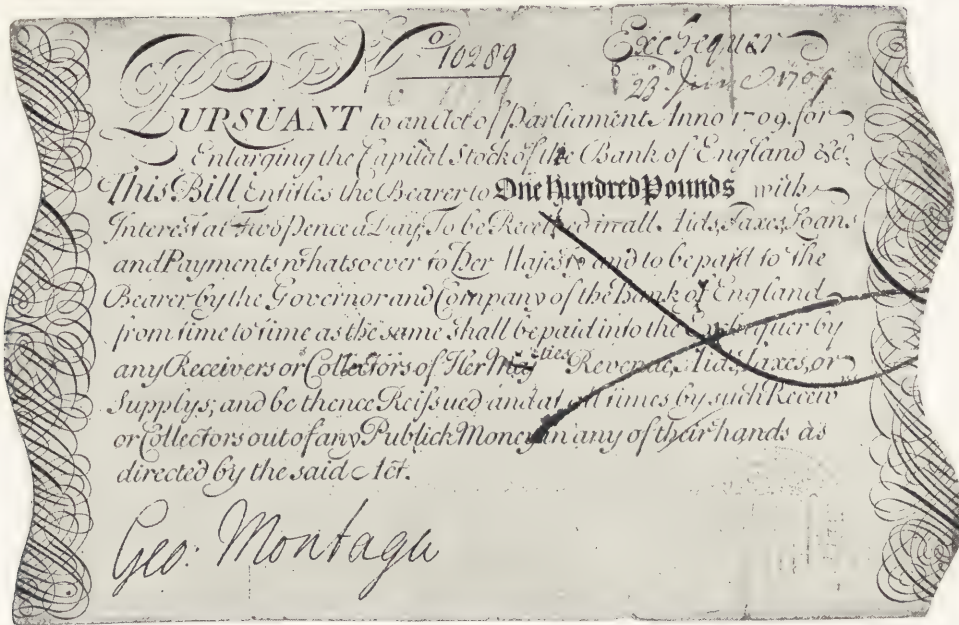 No 10289 Exchequer
23o June 1709
PURSUANT to an Act of Parliament Anno 1709. for
Enlarging the Capital Stock of the Bank of England &c.
This Bill Entitles the Bearer to One Hundred Pounds with
Interest at Two Pence a Day, To be Received in all Aids, Taxes, Loans
and Payments whatsoever to Her Majesty and to be paid to the
Bearer by the Governor and Company of the Bank of England
from time to time as the same shall be paid into the Exchequer by
any Receivers or Collectors of Her Maj'ties Revenue, Aids, Taxes, or
Supplys; and be thence Reissued and at all times by such Receiv
or Collectors out of any Publick Money in any of their hands as
directed by the said Act.
Geo: Montagu